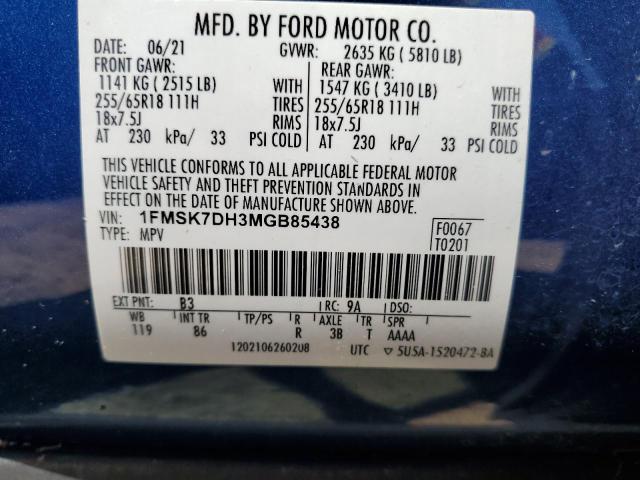 MFD. BY FORD MOTOR CO.
DATE: 06/21 GVWR: 2635 KG ( 5810 LB)
FRONT GAWR: REAR GAWR:
1141 KG ( 2515 LB) 1547 KG ( 3410 LB)
255/65R18 111H TIRES 255/65R18 111H TIRES
18x7.5J RIMS 18x7.5J RIMS
AT 230 kPa/ 33 PSI COLD AT 230 kPa/ 33 PSI COLD
THIS VEHICLE CONFORMS TO ALL APPLICABLE FEDERAL MOTOR
VEHICLE SAFETY AND THEFT PREVENTION STANDARDS IN
EFFECT ON THE DATE OF MANUFACTURE SHOWN ABOVE.
VIN: 1FMSK7DH3MGB85438 F0067
TYPE: MPV T0201
EXT PNT: B3 RC: 9A DSO:
WB INT TR TP/PS R AXLE TR SPR
119 86 R 3B T AAAA
1202106260208 UTC ▽ 5USA-1520472-BA